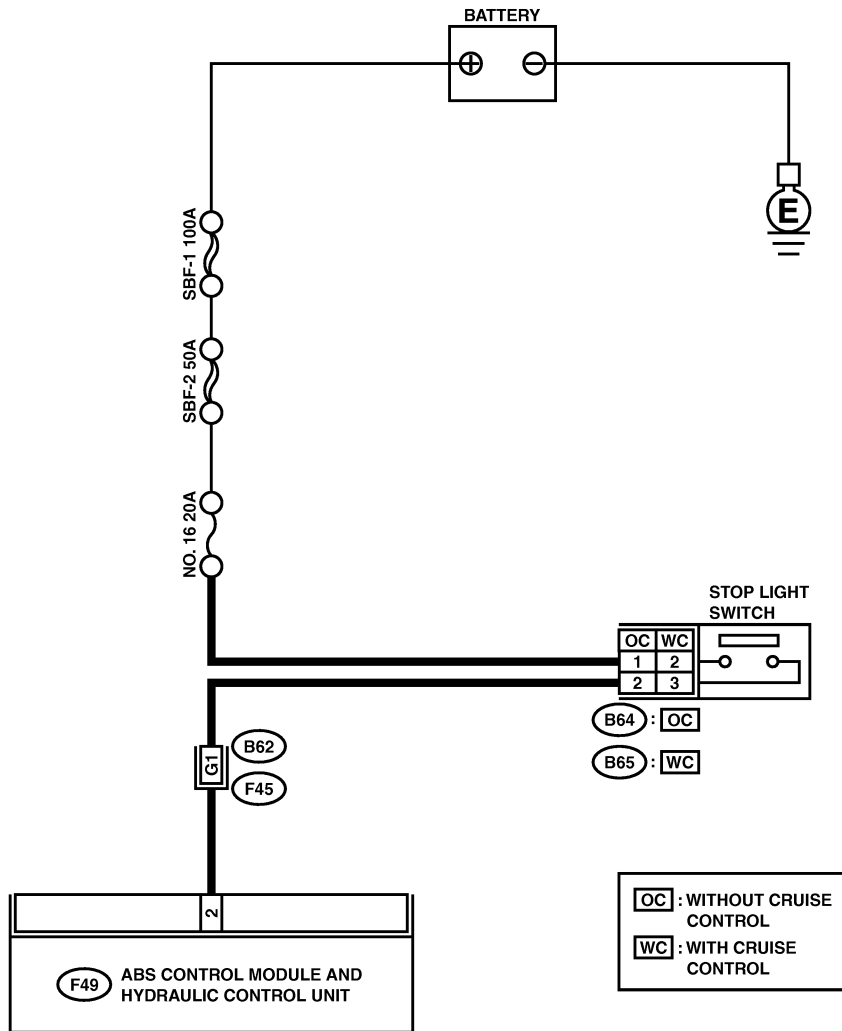 BATTERY
E
SBF-1 100A
SBF-2 50A
NO. 16 20A
STOP LIGHT
SWITCH
OC WC
1 2
2 3
B64 : OC
B65 : WC
B62
G1
F45
2
F49 ABS CONTROL MODULE AND
HYDRAULIC CONTROL UNIT
OC : WITHOUT CRUISE
CONTROL
WC : WITH CRUISE
CONTROL